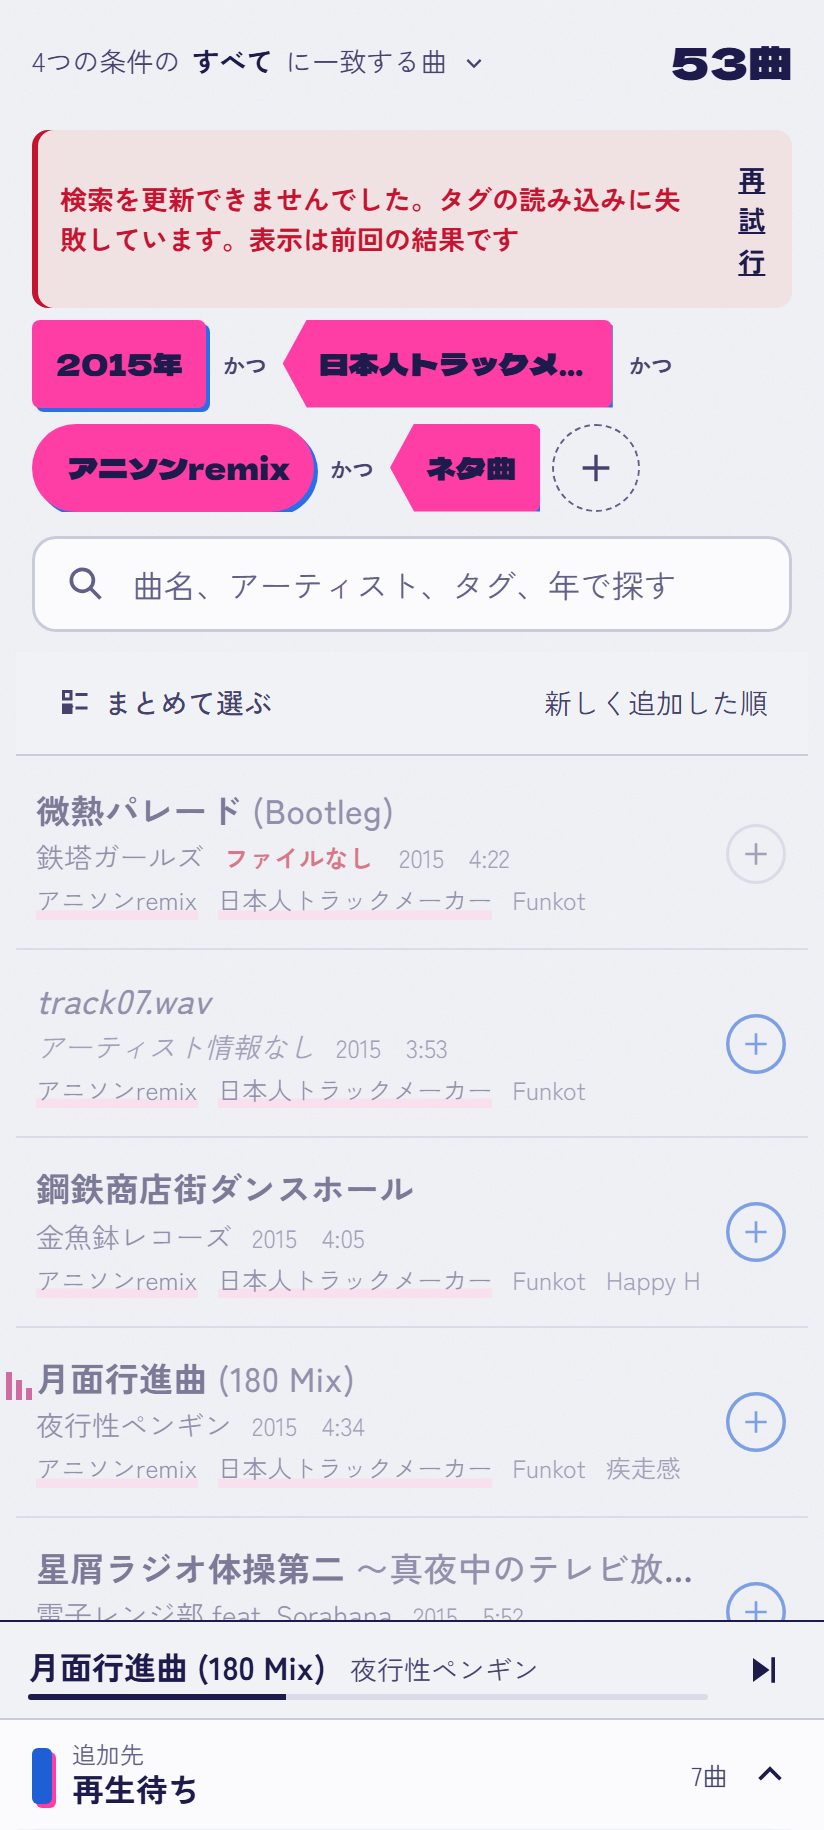 4つの条件の すべて に一致する曲 53曲
検索を更新できませんでした。タグの読み込みに失
敗しています。表示は前回の結果です
再試行
2015年 かつ 日本人トラックメ… かつ
アニソンremix かつ ネタ曲
曲名、アーティスト、タグ、年で探す
まとめて選ぶ 新しく追加した順
微熱パレード (Bootleg)
鉄塔ガールズ ファイルなし 2015 4:22
アニソンremix 日本人トラックメーカー Funkot
track07.wav
アーティスト情報なし 2015 3:53
アニソンremix 日本人トラックメーカー Funkot
鋼鉄商店街ダンスホール
金魚鉢レコーズ 2015 4:05
アニソンremix 日本人トラックメーカー Funkot Happy H
月面行進曲 (180 Mix)
夜行性ペンギン 2015 4:34
アニソンremix 日本人トラックメーカー Funkot 疾走感
星屑ラジオ体操第二 〜真夜中のテレビ放…
電子レンジ部 feat. Sorahana 2015 5:52
月面行進曲 (180 Mix) 夜行性ペンギン
追加先
再生待ち
7曲